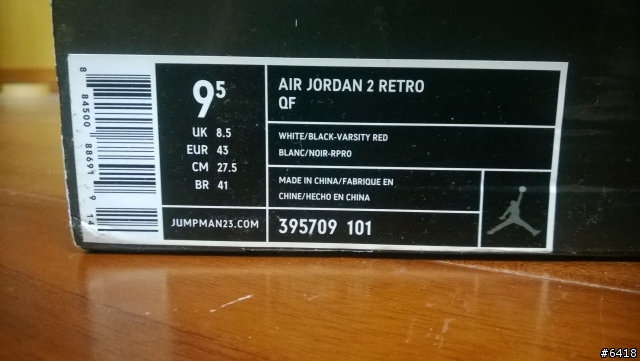 8 84500 88691 9 14
9⁵
UK 8.5
EUR 43
CM 27.5
BR 41
JUMPMAN23.COM
AIR JORDAN 2 RETRO
QF
WHITE/BLACK-VARSITY RED
BLANC/NOIR-RPRO
MADE IN CHINA/FABRIQUE EN
CHINE/HECHO EN CHINA
395709 101
#6418